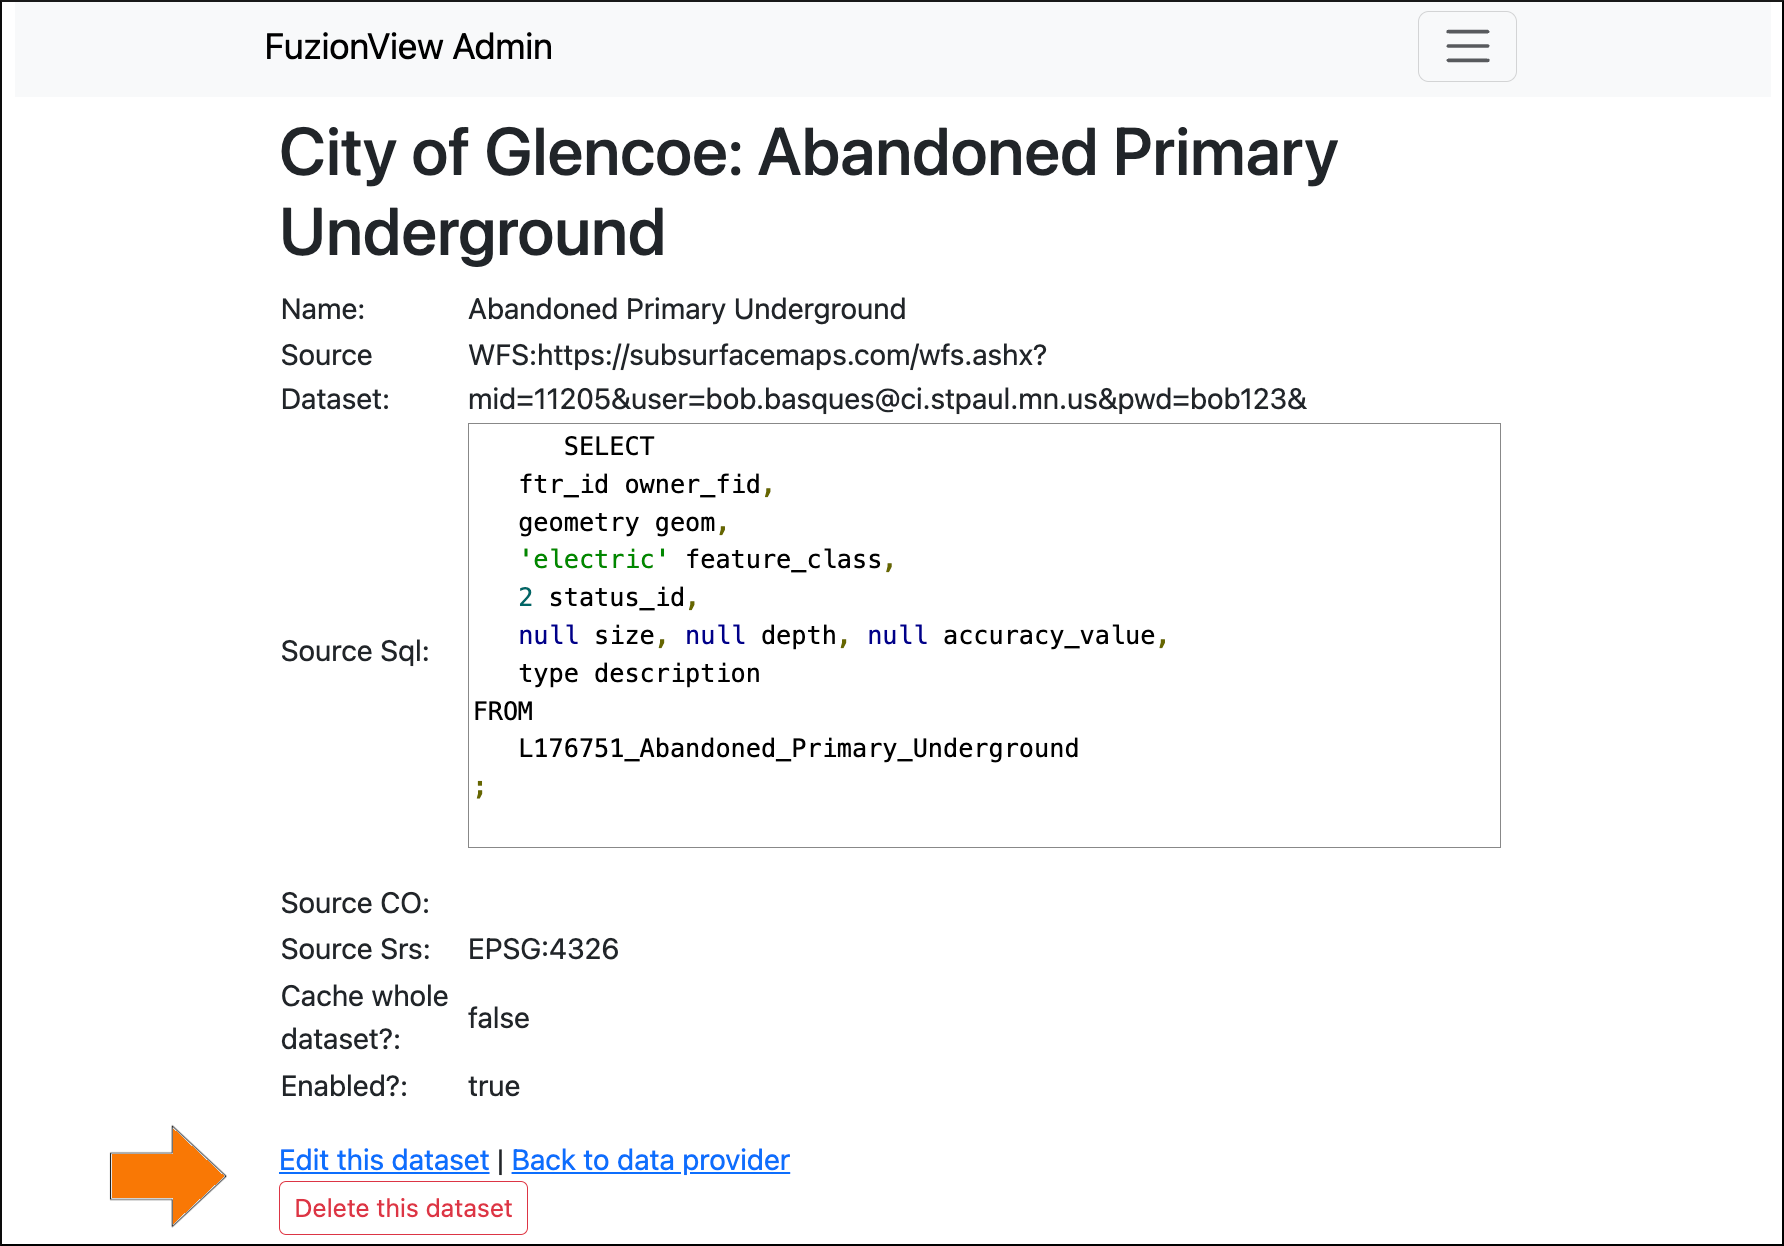 FuzionView Admin
City of Glencoe: Abandoned Primary
Underground
Name: Abandoned Primary Underground
Source WFS:https://subsurfacemaps.com/wfs.ashx?
Dataset: mid=11205&user=bob.basques@ci.stpaul.mn.us&pwd=bob123&
SELECT
ftr_id owner_fid,
geometry geom,
'electric' feature_class,
2 status_id,
null size, null depth, null accuracy_value,
Source Sql:
type description
FROM
L176751_Abandoned_Primary_Underground
;
Source CO:
Source Srs: EPSG:4326
Cache whole
dataset?: false
Enabled?: true
Edit this dataset | Back to data provider
Delete this dataset